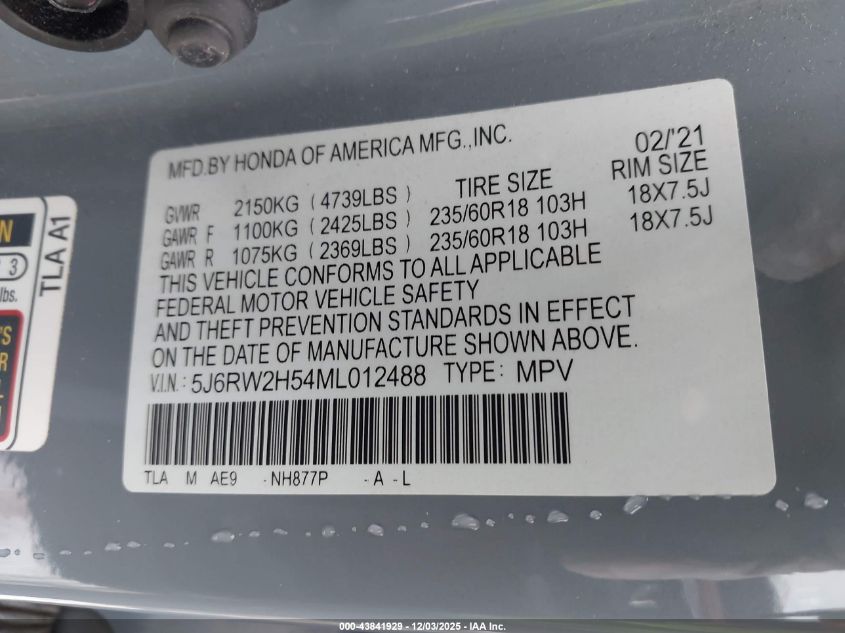 MFD.BY HONDA OF AMERICA MFG.,INC. 02/'21
TIRE SIZE RIM SIZE
GVWR 2150KG (4739LBS)
GAWR F 1100KG (2425LBS) 235/60R18 103H 18X7.5J
GAWR R 1075KG (2369LBS) 235/60R18 103H 18X7.5J
THIS VEHICLE CONFORMS TO ALL APPLICABLE
FEDERAL MOTOR VEHICLE SAFETY
AND THEFT PREVENTION STANDARDS IN EFFECT
ON THE DATE OF MANUFACTURE SHOWN ABOVE.
V.I.N.: 5J6RW2H54ML012488 TYPE: MPV
TLA M AE9 -NH877P -A -L
TLA A1
N
3
lbs.
'S
R
L
000-43841929 - 12/03/2025 - IAA Inc.